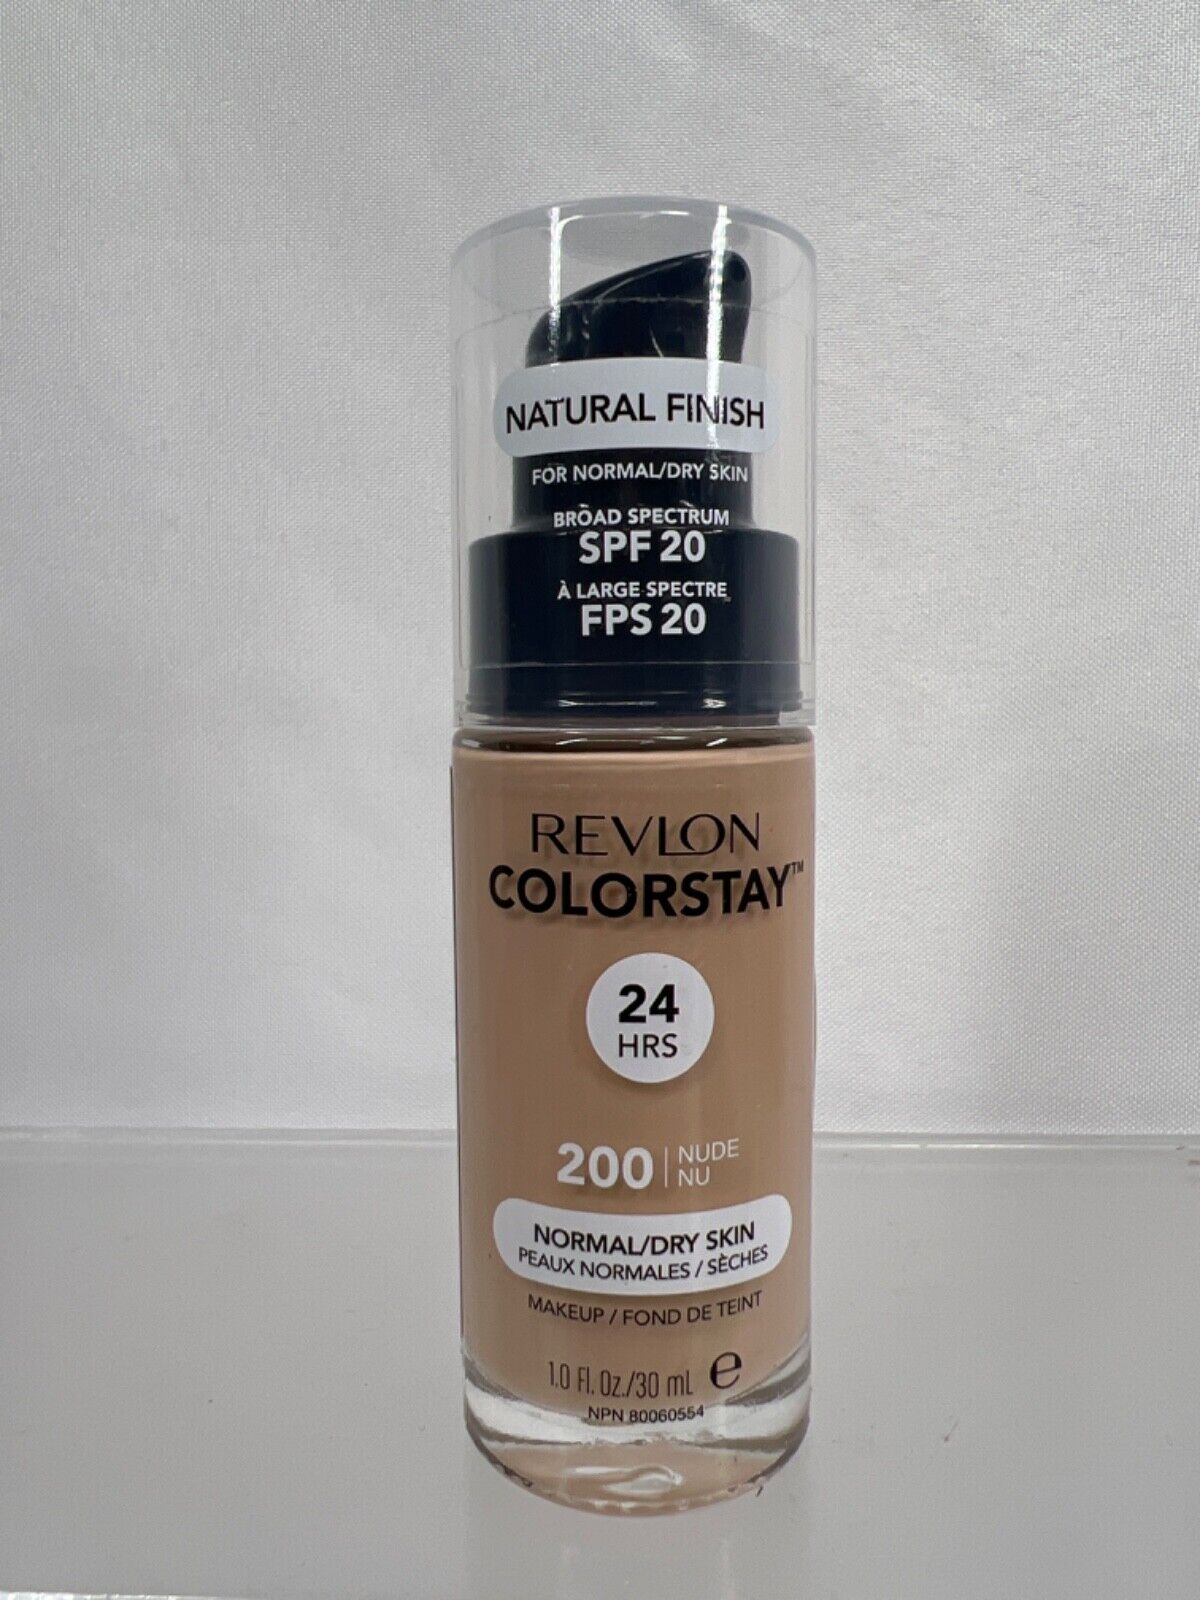 NATURAL FINISH
FOR NORMAL/DRY SKIN
BROAD SPECTRUM
SPF 20
À LARGE SPECTRE
FPS 20
REVLON
COLORSTAY™
24
HRS
200 | NUDE
NU
NORMAL/DRY SKIN
PEAUX NORMALES / SÈCHES
MAKEUP / FOND DE TEINT
1.0 Fl. Oz./30 mL ℮
NPN 80060554